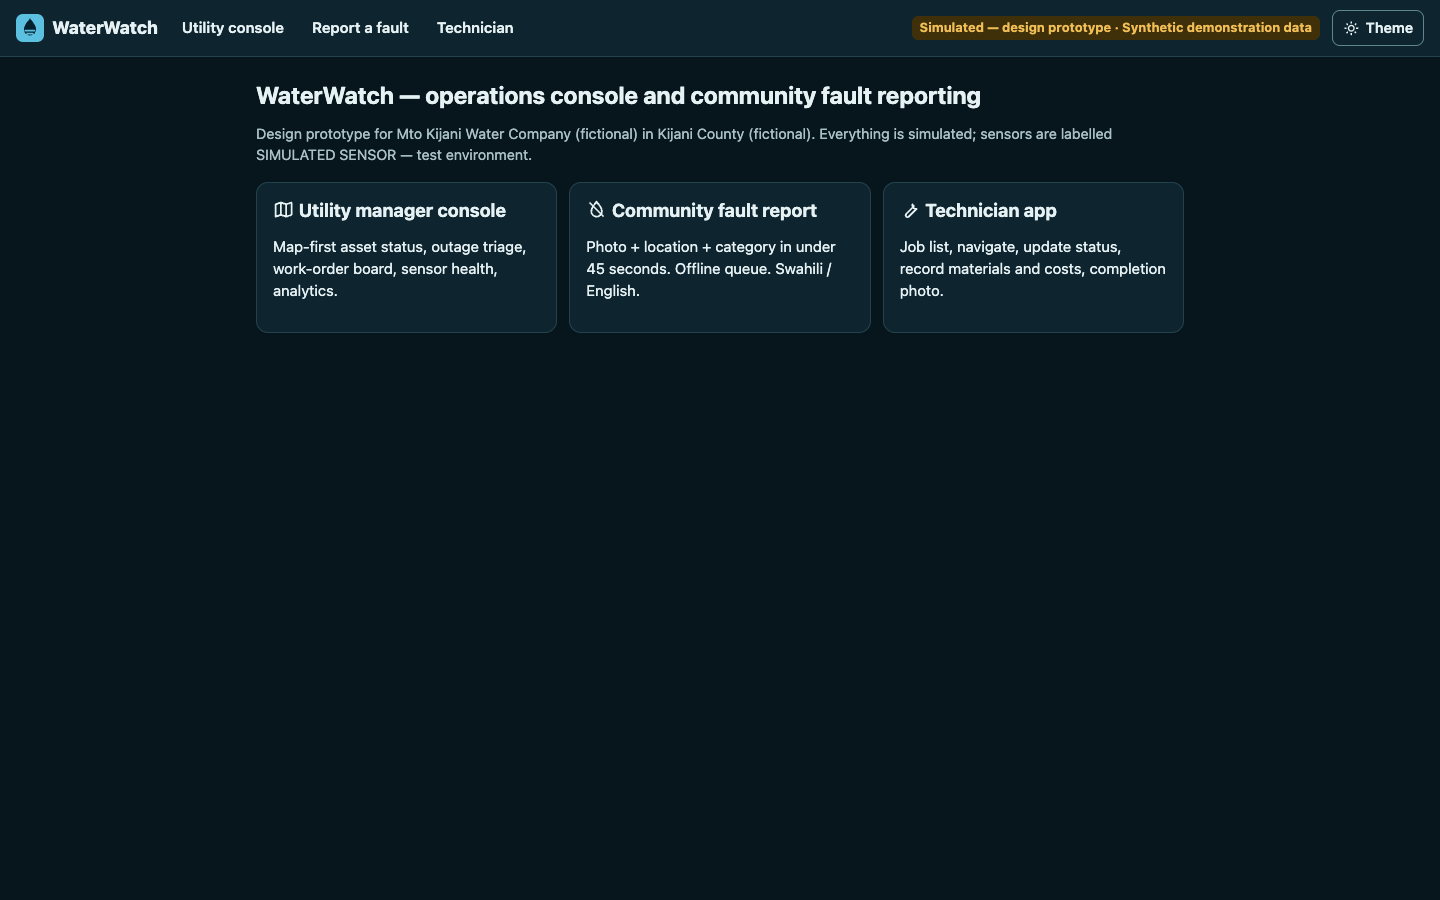 WaterWatch
Utility console
Report a fault
Technician
Simulated — design prototype · Synthetic demonstration data
Theme
WaterWatch — operations console and community fault reporting
Design prototype for Mto Kijani Water Company (fictional) in Kijani County (fictional). Everything is simulated; sensors are labelled
SIMULATED SENSOR — test environment.
Utility manager console
Map-first asset status, outage triage,
work-order board, sensor health,
analytics.
Community fault report
Photo + location + category in under
45 seconds. Offline queue. Swahili /
English.
Technician app
Job list, navigate, update status,
record materials and costs, completion
photo.